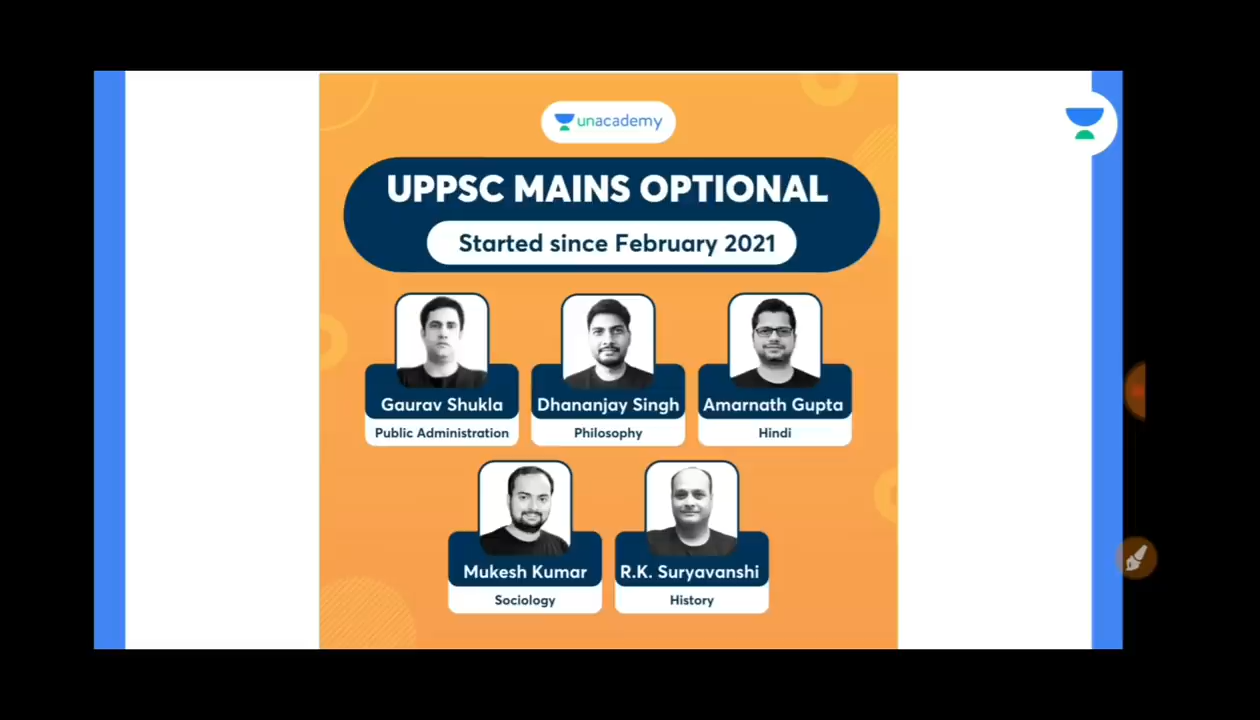 unacademy
UPPSC MAINS OPTIONAL
Started since February 2021
Gaurav Shukla
Public Administration
Dhananjay Singh
Philosophy
Amarnath Gupta
Hindi
Mukesh Kumar
Sociology
R.K. Suryavanshi
History